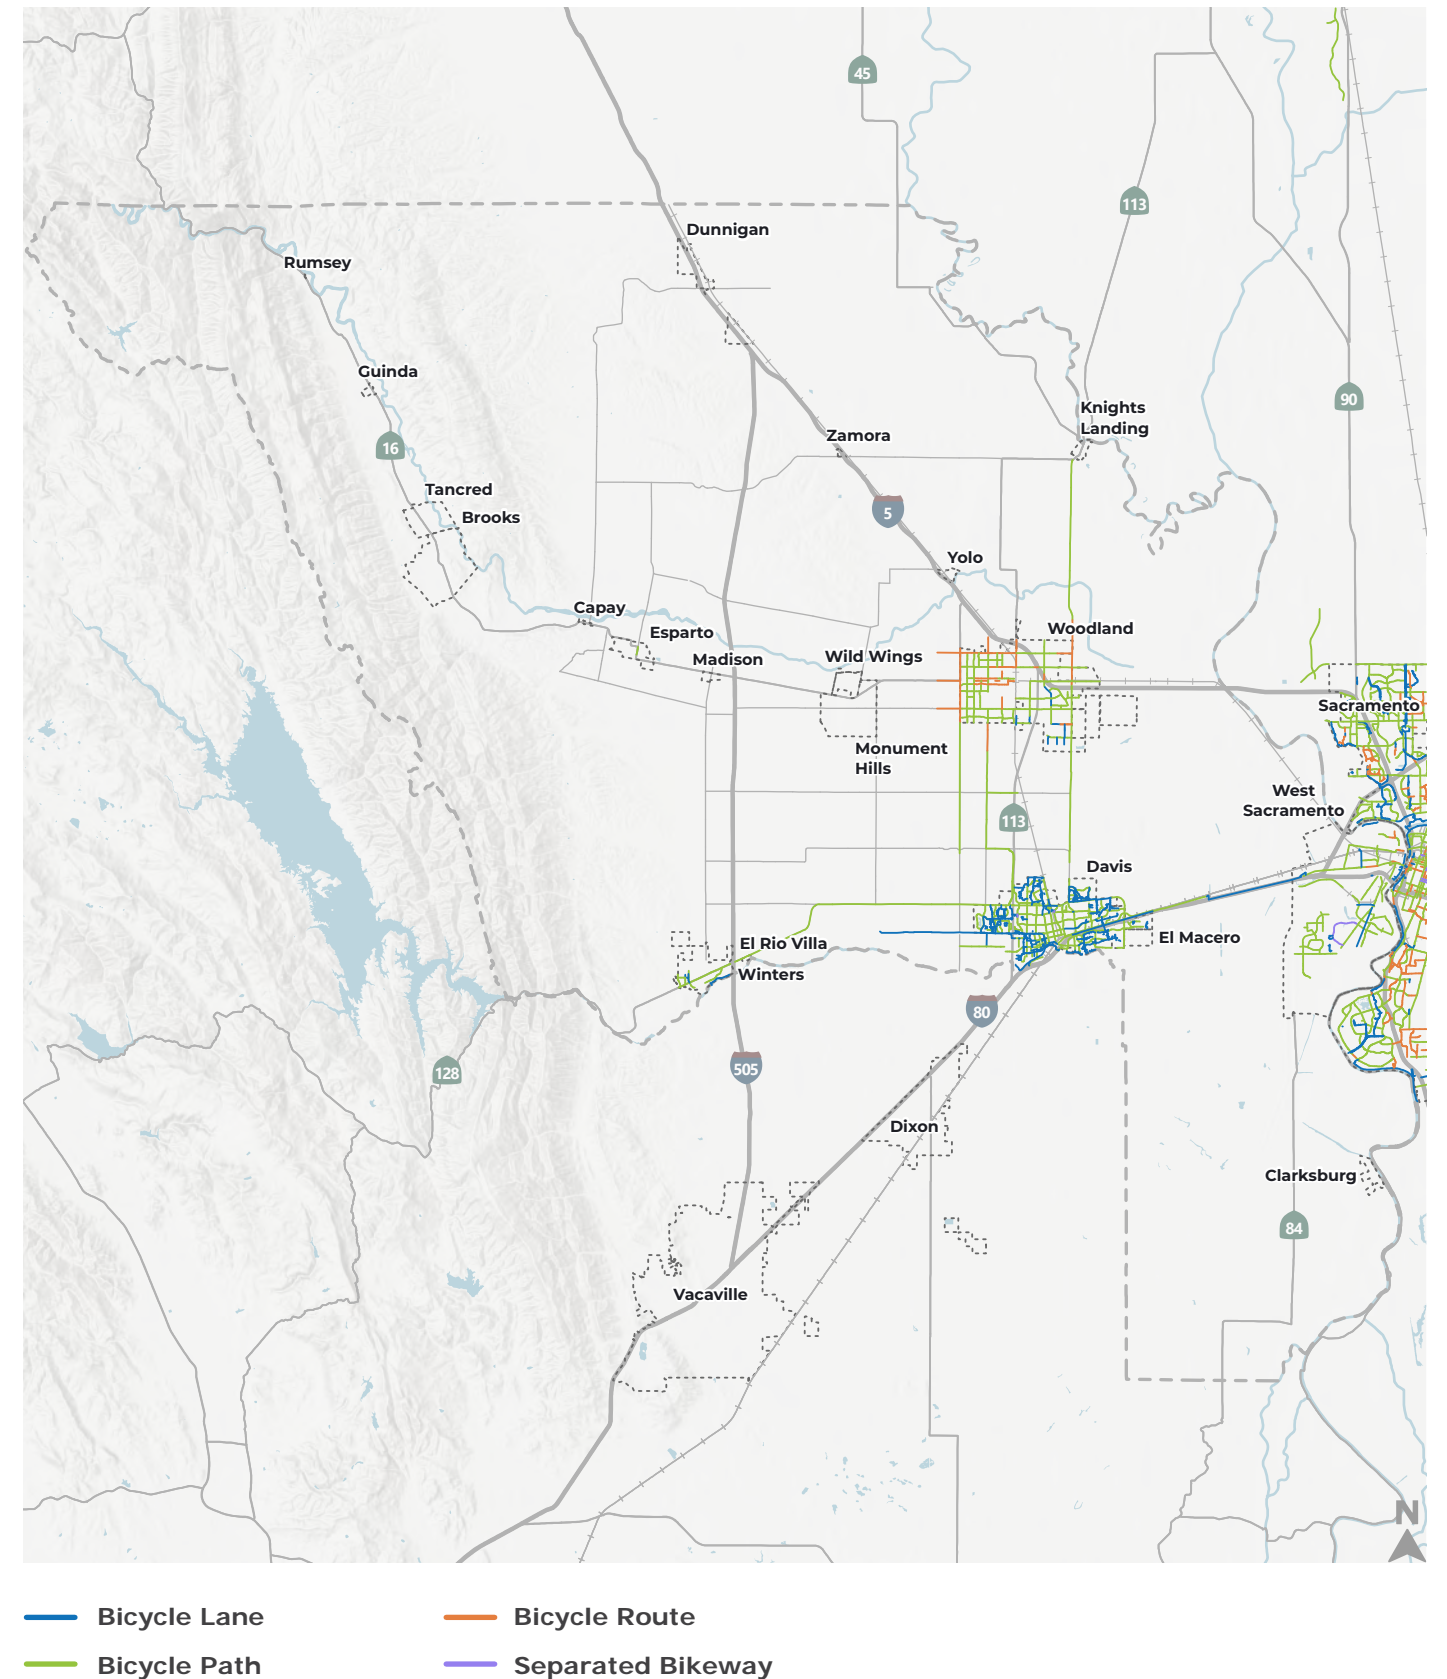 45
113
Dunnigan
Rumsey
Guinda
90
Knights
Landing
Zamora
16
Tancred
Brooks
5
Yolo
Capay
Esparto
Woodland
Madison
Wild Wings
Sacramento
Monument
Hills
West
Sacramento
113
Davis
El Rio Villa
El Macero
Winters
80
505
128
Dixon
Clarksburg
84
Vacaville
N
Bicycle Lane
Bicycle Route
Bicycle Path
Separated Bikeway